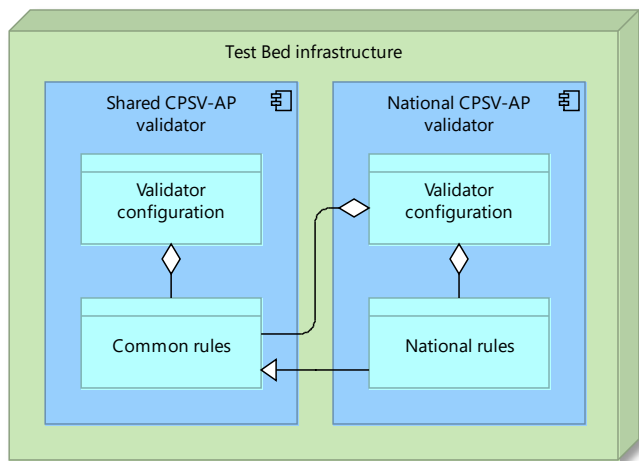 Test Bed infrastructure
Shared CPSV-AP
validator
Validator
configuration
Common rules
National CPSV-AP
validator
Validator
configuration
National rules